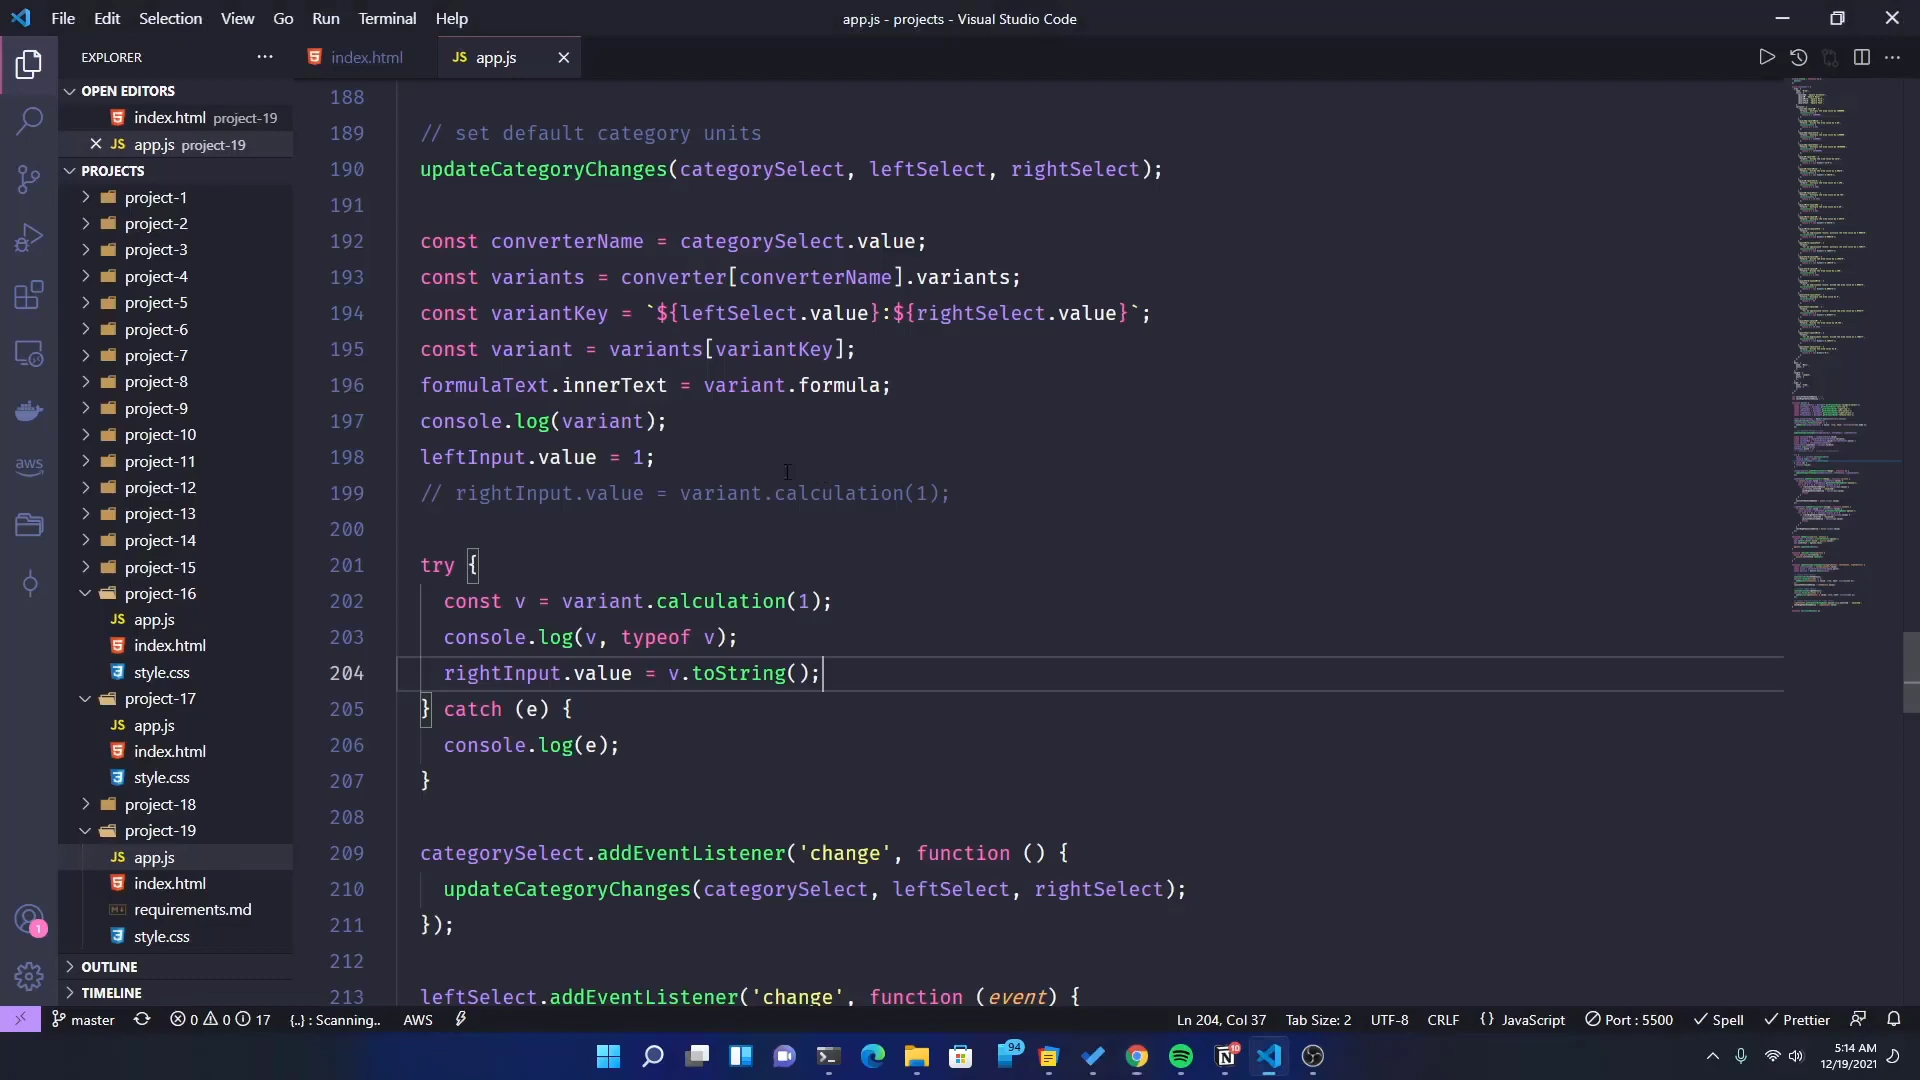 File Edit Selection View Go Run Terminal Help
app.js - projects - Visual Studio Code
EXPLORER
OPEN EDITORS
index.html project-19
JS app.js project-19
PROJECTS
project-1
project-2
project-3
project-4
project-5
project-6
project-7
project-8
project-9
project-10
project-11
project-12
project-13
project-14
project-15
project-16
JS app.js
index.html
style.css
project-17
JS app.js
index.html
style.css
project-18
project-19
JS app.js
index.html
requirements.md
style.css
OUTLINE
TIMELINE
aws
1
index.html
JS app.js
188
189 // set default category units
190 updateCategoryChanges(categorySelect, leftSelect, rightSelect);
191
192 const converterName = categorySelect.value;
193 const variants = converter[converterName].variants;
194 const variantKey = `${leftSelect.value}:${rightSelect.value}`;
195 const variant = variants[variantKey];
196 formulaText.innerText = variant.formula;
197 console.log(variant);
198 leftInput.value = 1;
199 // rightInput.value = variant.calculation(1);
200
201 try {
202 const v = variant.calculation(1);
203 console.log(v, typeof v);
204 rightInput.value = v.toString();
205 } catch (e) {
206 console.log(e);
207 }
208
209 categorySelect.addEventListener('change', function () {
210 updateCategoryChanges(categorySelect, leftSelect, rightSelect);
211 });
212
213 leftSelect.addEventListener('change', function (event) {
master 0 0 17 {..} : Scanning.. AWS
Ln 204, Col 37 Tab Size: 2 UTF-8 CRLF {} JavaScript Port : 5500 Spell Prettier
94
10
5:14 AM
12/19/2021